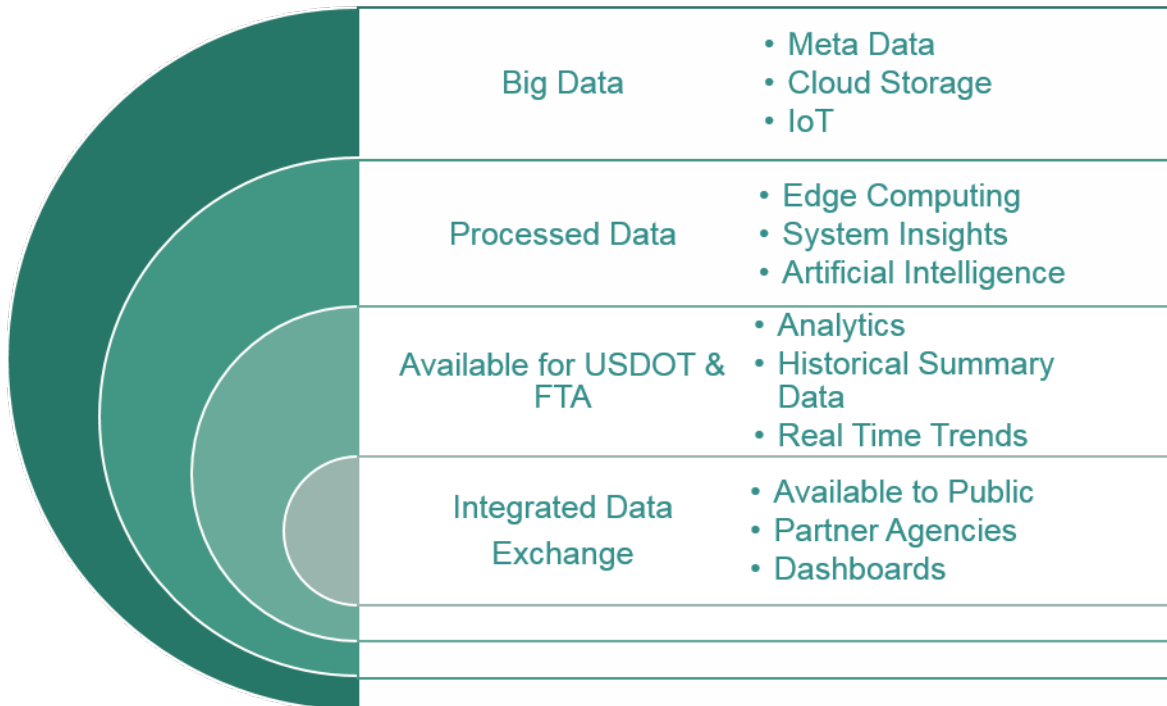 Big Data
• Meta Data
• Cloud Storage
• IoT
Processed Data
• Edge Computing
• System Insights
• Artificial Intelligence
Available for USDOT &
FTA
• Analytics
• Historical Summary
Data
• Real Time Trends
Integrated Data
Exchange
• Available to Public
• Partner Agencies
• Dashboards